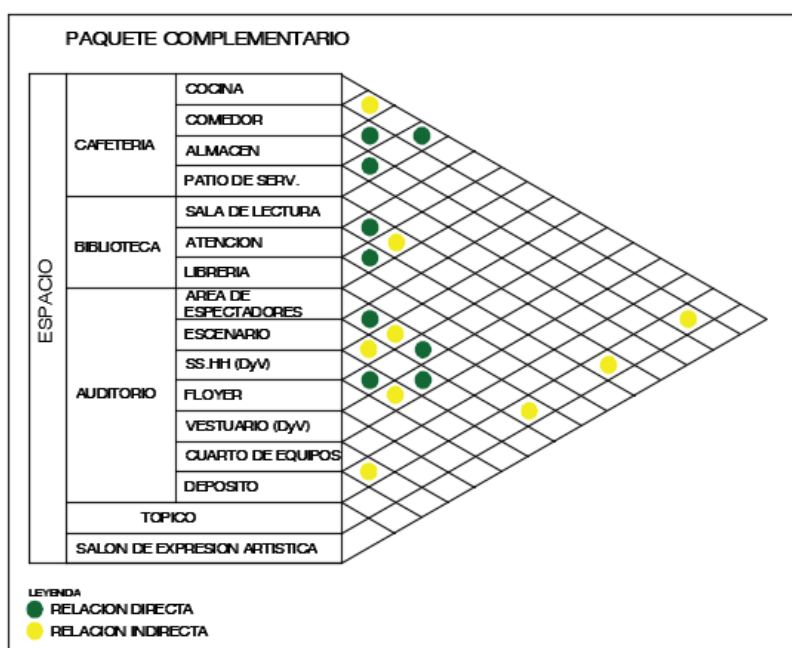 PAQUETE COMPLEMENTARIO
ESPACIO
CAFETERIA
COCINA
COMEDOR
ALMACEN
PATIO DE SERV.
BIBLIOTECA
SALA DE LECTURA
ATENCION
LIBRERIA
AUDITORIO
AREA DE
ESPECTADORES
ESCENARIO
SS.HH (DyV)
FLOYER
VESTUARIO (DyV)
CUARTO DE EQUIPOS
DEPOSITO
TOPICO
SALON DE EXPRESION ARTISTICA
LEYENDA
RELACION DIRECTA
RELACION INDIRECTA